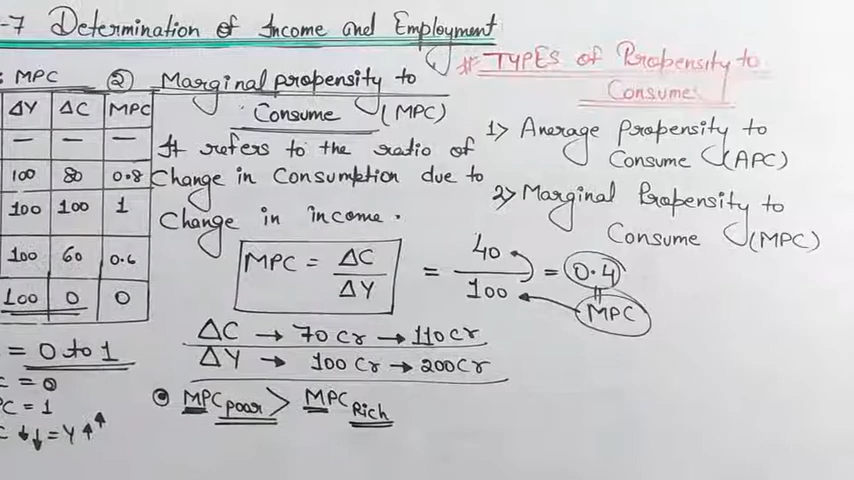 -7 Determination of Income and Employment
: MPC
ΔY ΔC MPC
— — —
100 80 0.8
100 100 1
100 60 0.6
100 0 0
= 0 to 1
C = 0
PC = 1
C ↓↓ = Y ↑↑
② Marginal propensity to
Consume (MPC)
It refers to the ratio of
Change in Consumption due to
Change in income.
MPC = ΔC / ΔY = 40 / 100 = 0.4
MPC
ΔC → 70 Cr → 110 Cr
ΔY → 100 Cr → 200 Cr
MPC Poor > MPC Rich
# TYPES of Propensity to
Consume
1> Average Propensity to
Consume (APC)
2> Marginal Propensity to
Consume (MPC)